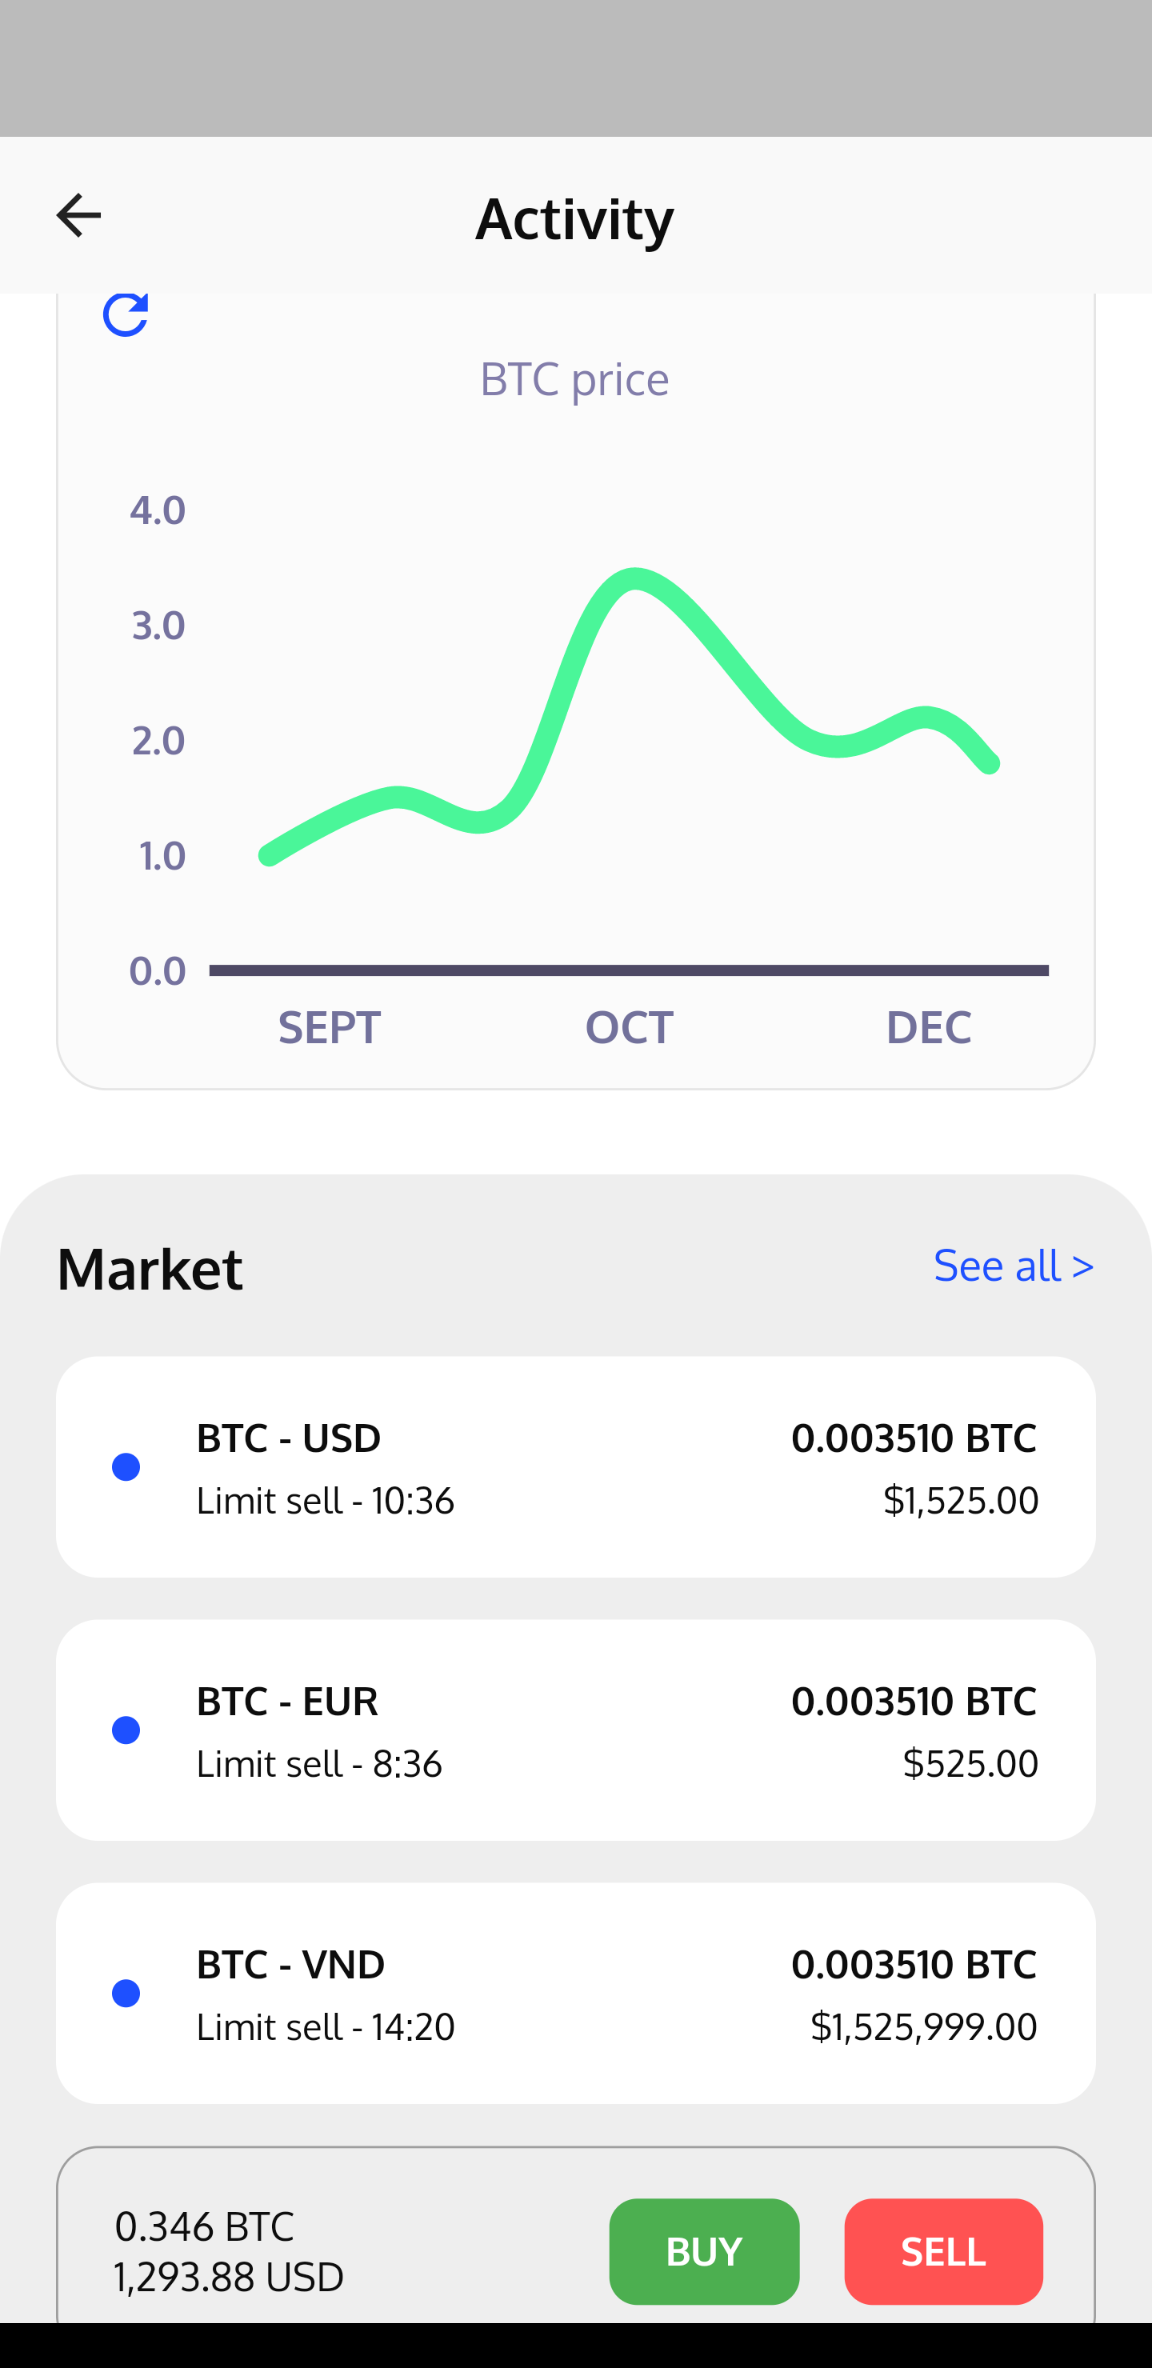 Activity
BTC price
4.0
3.0
2.0
1.0
0.0
SEPT OCT DEC
Market
See all >
BTC - USD
0.003510 BTC
Limit sell - 10:36
$1,525.00
BTC - EUR
0.003510 BTC
Limit sell - 8:36
$525.00
BTC - VND
0.003510 BTC
Limit sell - 14:20
$1,525,999.00
0.346 BTC
1,293.88 USD
BUY
SELL